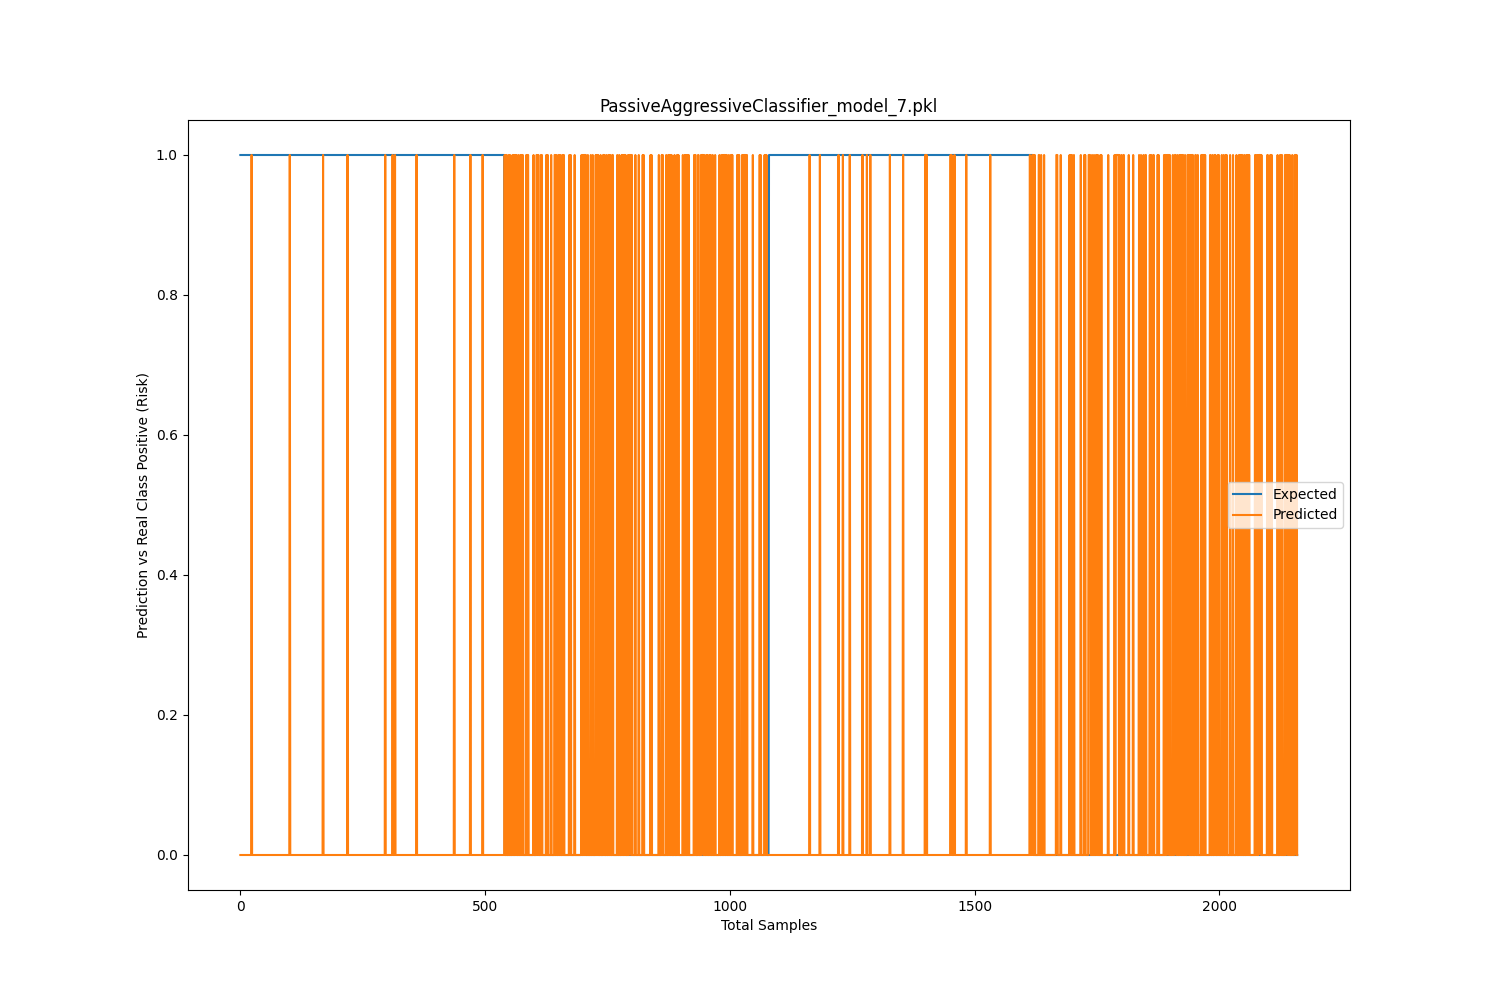 PassiveAggressiveClassifier_model_7.pkl
Prediction vs Real Class Positive (Risk)
1.0
0.8
0.6
0.4
0.2
0.0
Expected
Predicted
0 500 1000 1500 2000
Total Samples